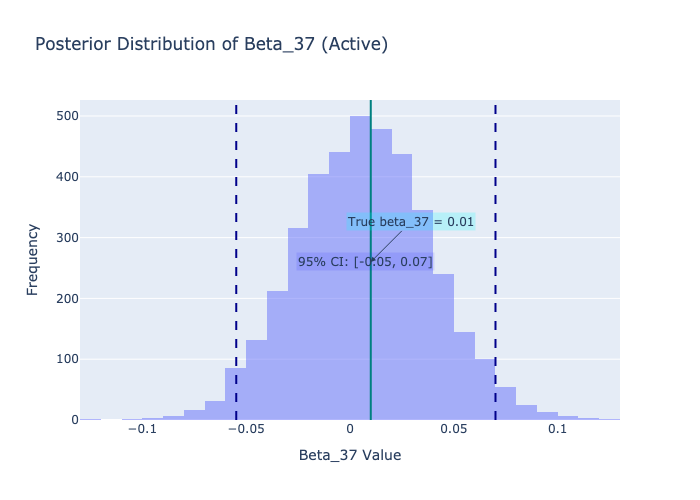 Posterior Distribution of Beta_37 (Active)
500
400
300
200
100
0
Frequency
True beta_37 = 0.01
95% CI: [-0.05, 0.07]
−0.1
−0.05
0
0.05
0.1
Beta_37 Value